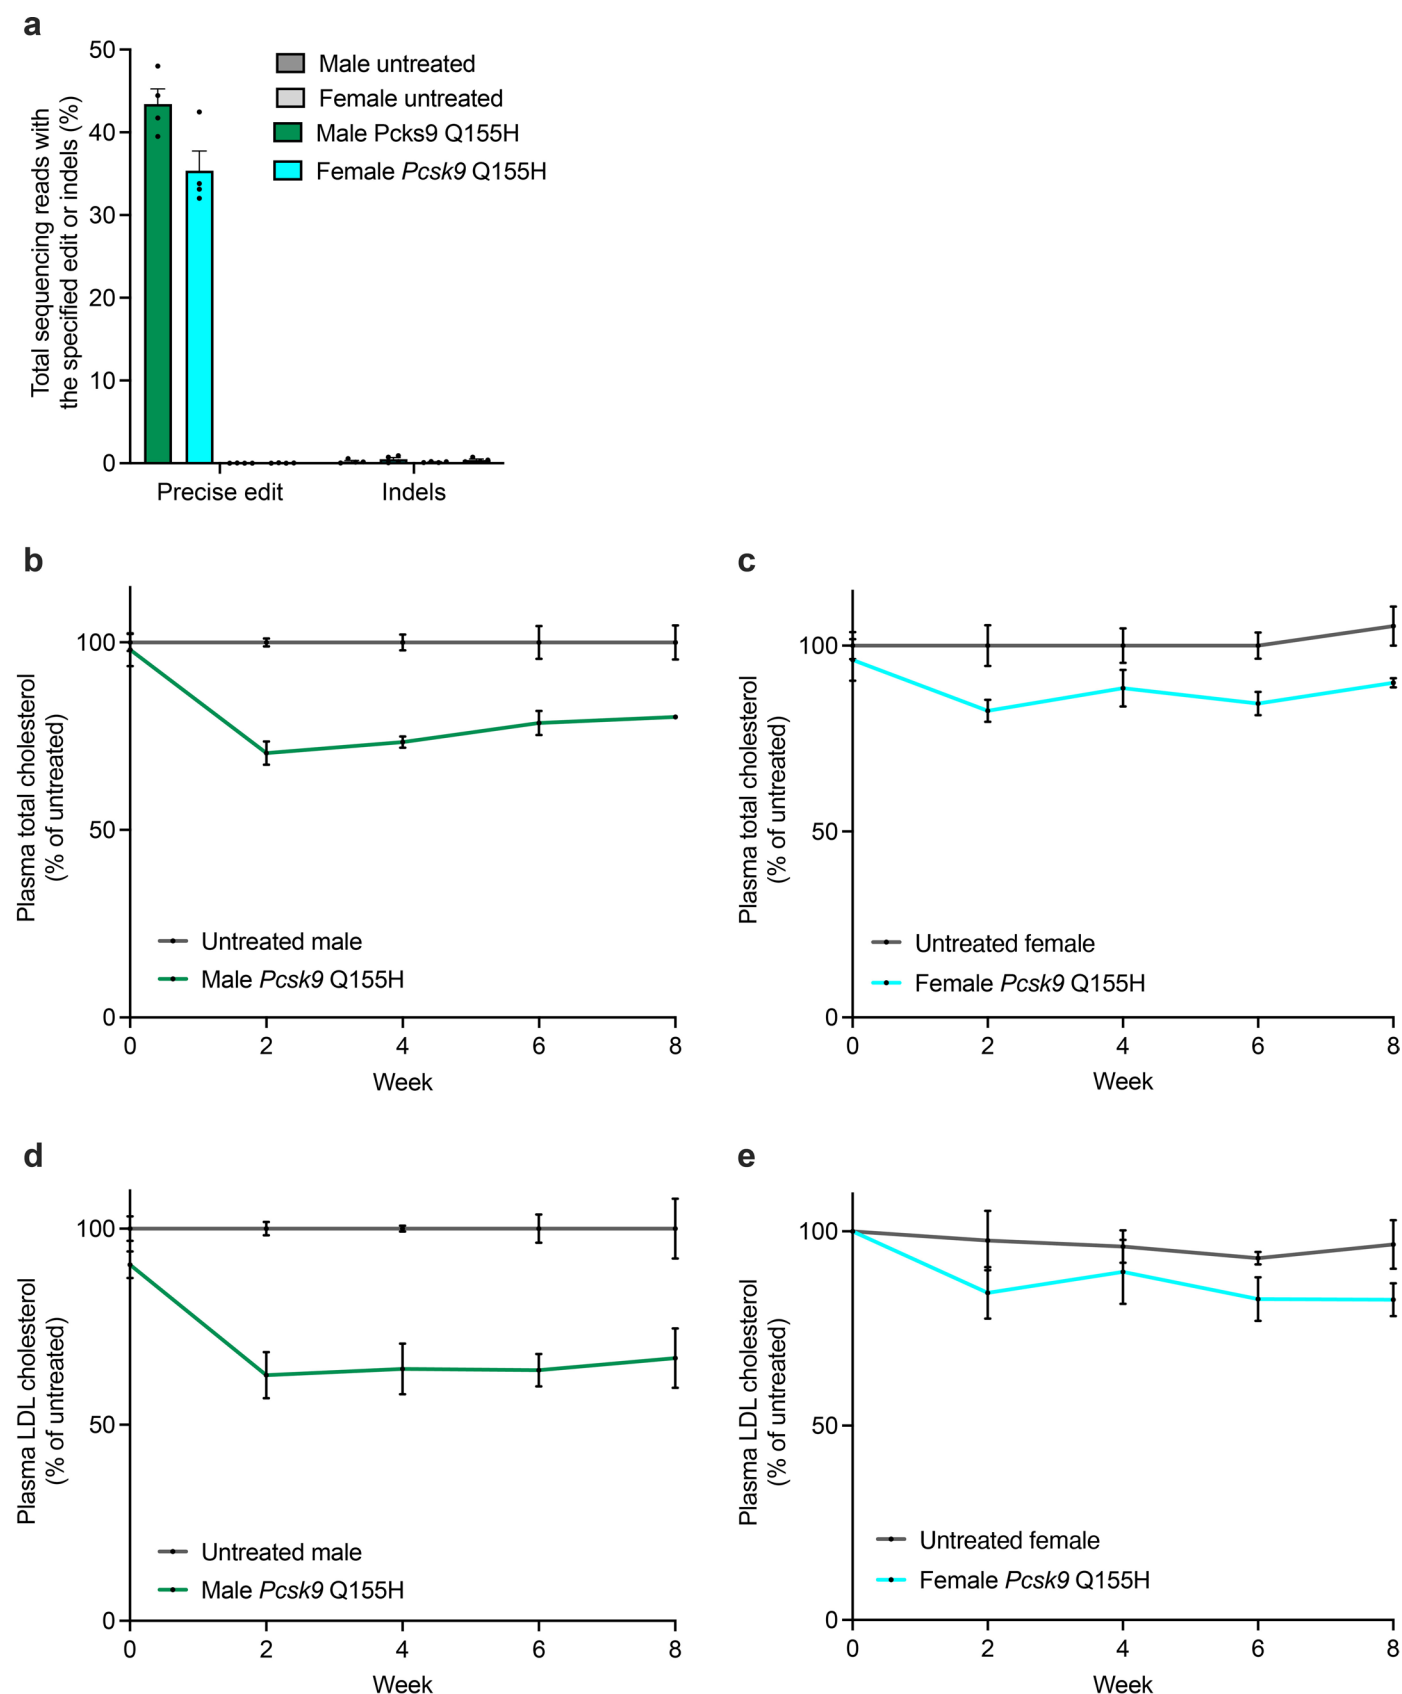 a
Total sequencing reads with
the specified edit or indels (%)
50
40
30
20
10
0
Male untreated
Female untreated
Male Pcks9 Q155H
Female Pcsk9 Q155H
Precise edit
Indels
b
Plasma total cholesterol
(% of untreated)
100
50
0
Untreated male
Male Pcsk9 Q155H
0 2 4 6 8
Week
c
Plasma total cholesterol
(% of untreated)
100
50
0
Untreated female
Female Pcsk9 Q155H
0 2 4 6 8
Week
d
Plasma LDL cholesterol
(% of untreated)
100
50
0
Untreated male
Male Pcsk9 Q155H
0 2 4 6 8
Week
e
Plasma LDL cholesterol
(% of untreated)
100
50
0
Untreated female
Female Pcsk9 Q155H
0 2 4 6 8
Week